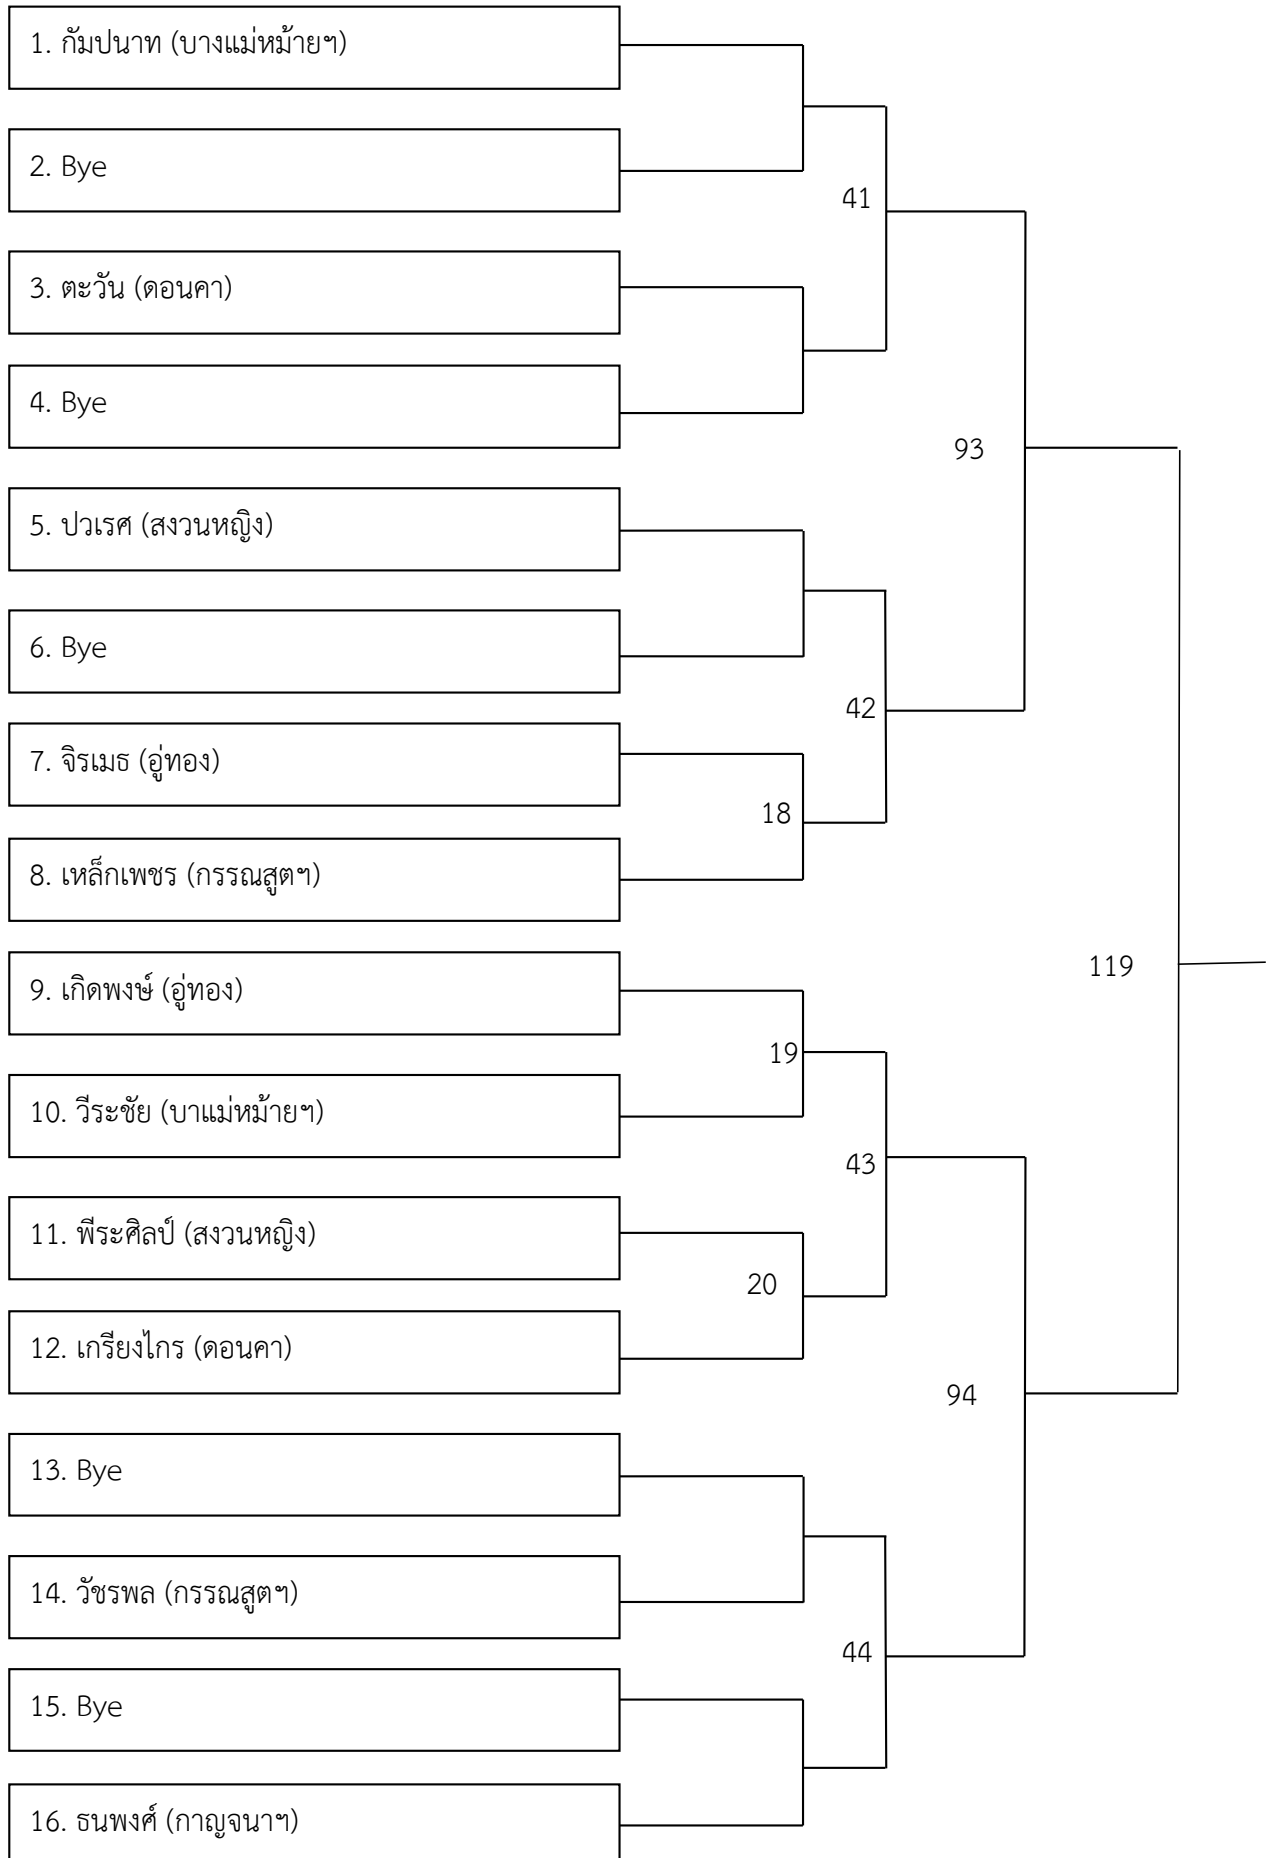 1. กัมปนาท (บางแม่หม้ายฯ)
2. Bye
41
3. ตะวัน (ดอนคา)
4. Bye
93
5. ปวเรศ (สงวนหญิง)
6. Bye
42
7. จิรเมธ (อู่ทอง)
18
8. เหล็กเพชร (กรรณสูตฯ)
119
9. เกิดพงษ์ (อู่ทอง)
19
10. วีระชัย (บาแม่หม้ายฯ)
43
11. พีระศิลป์ (สงวนหญิง)
20
12. เกรียงไกร (ดอนคา)
94
13. Bye
14. วัชรพล (กรรณสูตฯ)
44
15. Bye
16. ธนพงศ์ (กาญจนาฯ)